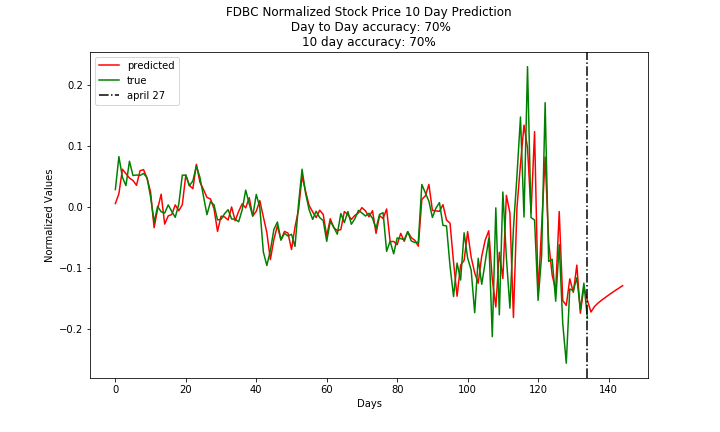 FDBC Normalized Stock Price 10 Day Prediction
Day to Day accuracy: 70%
10 day accuracy: 70%
predicted
true
april 27
Normalized Values
0.2
0.1
0.0
−0.1
−0.2
0 20 40 60 80 100 120 140
Days